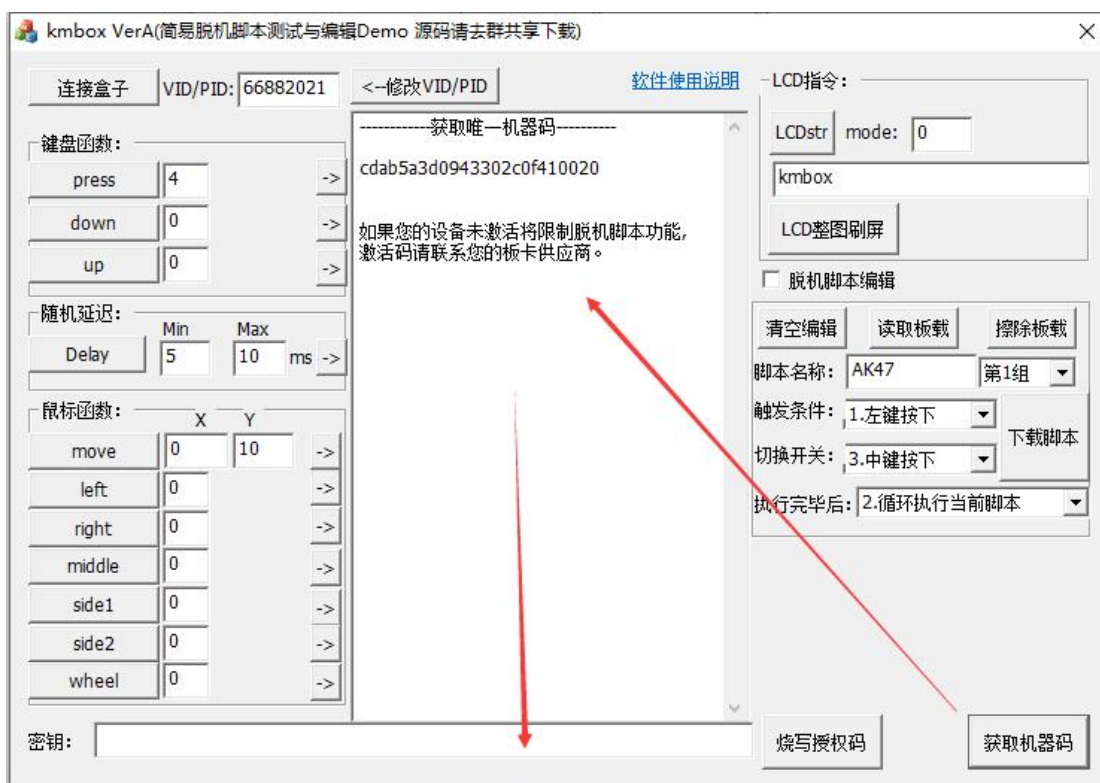 kmbox VerA(简易脱机脚本测试与编辑Demo 源码请去群共享下载)
连接盒子 VID/PID: 66882021 <--修改VID/PID 软件使用说明
键盘函数:
press 4 ->
down 0 ->
up 0 ->
随机延迟:
Min Max
Delay 5 10 ms ->
鼠标函数: X Y
move 0 10 ->
left 0 ->
right 0 ->
middle 0 ->
side1 0 ->
side2 0 ->
wheel 0 ->
------------获取唯一机器码----------
cdab5a3d0943302c0f410020
如果您的设备未激活将限制脱机脚本功能,
激活码请联系您的板卡供应商。
LCD指令:
LCDstr mode: 0
kmbox
LCD整图刷屏
脱机脚本编辑
清空编辑 读取板载 擦除板载
脚本名称: AK47 第1组
触发条件: 1.左键按下
下载脚本
切换开关: 3.中键按下
执行完毕后: 2.循环执行当前脚本
密钥: 烧写授权码 获取机器码